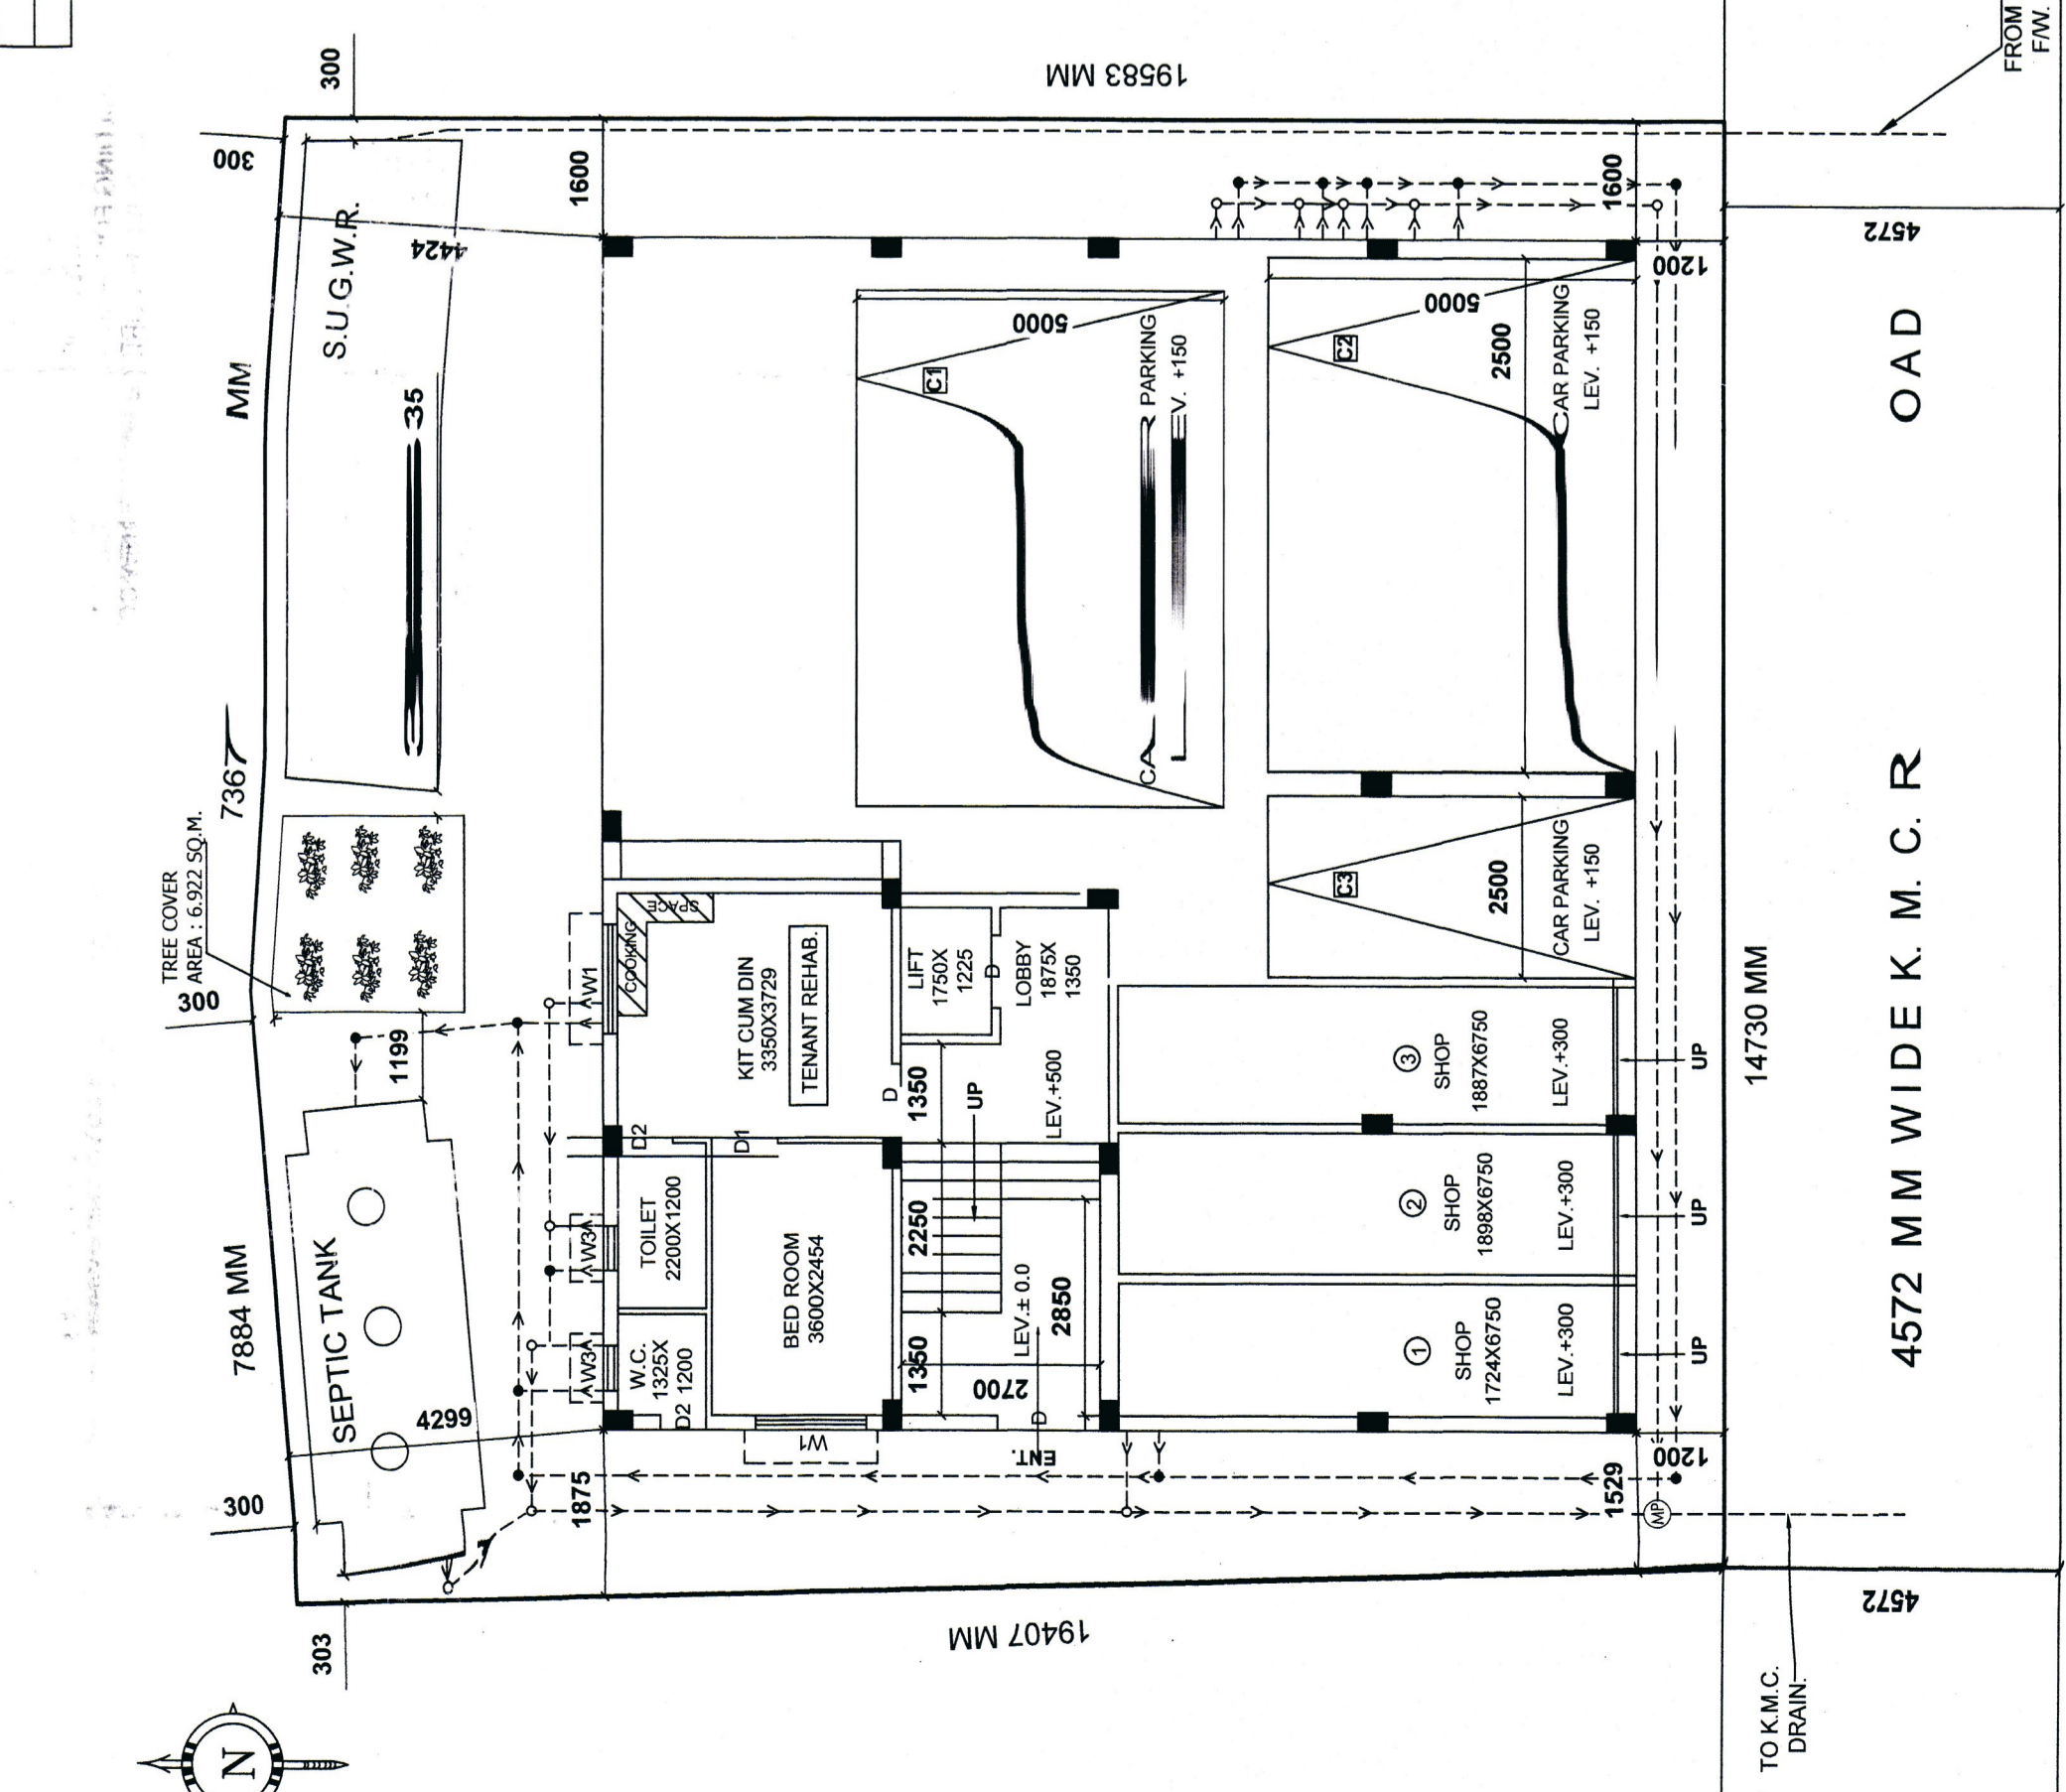 300
19583 MM
FROM
F/W.
300
1600
1600
4424
S.U.G.W.R.
35
MM
7367
4572
1200
5000
C1
CAR PARKING
LEV. +150
5000
2500
C2
CAR PARKING
LEV. +150
2500
C3
CAR PARKING
LEV. +150
TREE COVER
AREA : 6.922 SQ.M.
300
1199
W1
COOKING
SPACE
KIT CUM DIN
3350X3729
TENANT REHAB.
D
LIFT
1750X
1225
D
LOBBY
1875X
1350
1350
UP
LEV.+500
D2
D1
3
SHOP
1887X6750
LEV.+300
UP
2
SHOP
1898X6750
LEV.+300
UP
1
SHOP
1724X6750
LEV.+300
UP
7884 MM
SEPTIC TANK
4299
W3
TOILET
2200X1200
W3
W.C.
1325X
1200
D2
BED ROOM
3600X2454
W1
2250
1350
LEV.± 0.0
2850
2700
D
ENT.
300
1875
1529
1200
MP
303
19407 MM
14730 MM
4572 MM WIDE K. M. C. R OAD
4572
TO K.M.C.
DRAIN.
N